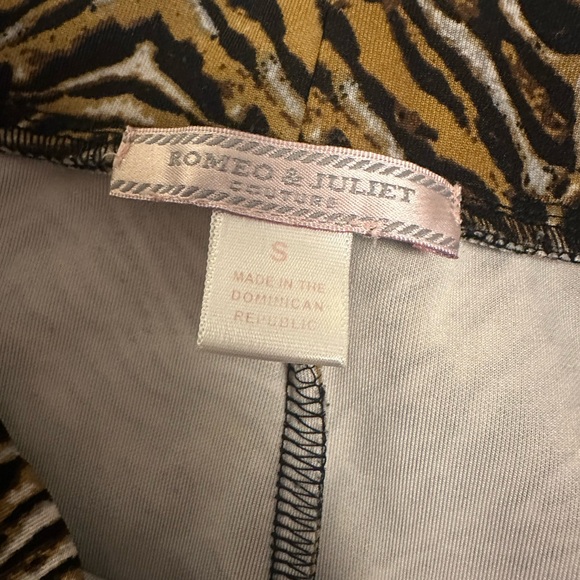 ROMEO & JULIET
COUTURE
S
MADE IN THE
DOMINICAN
REPUBLIC